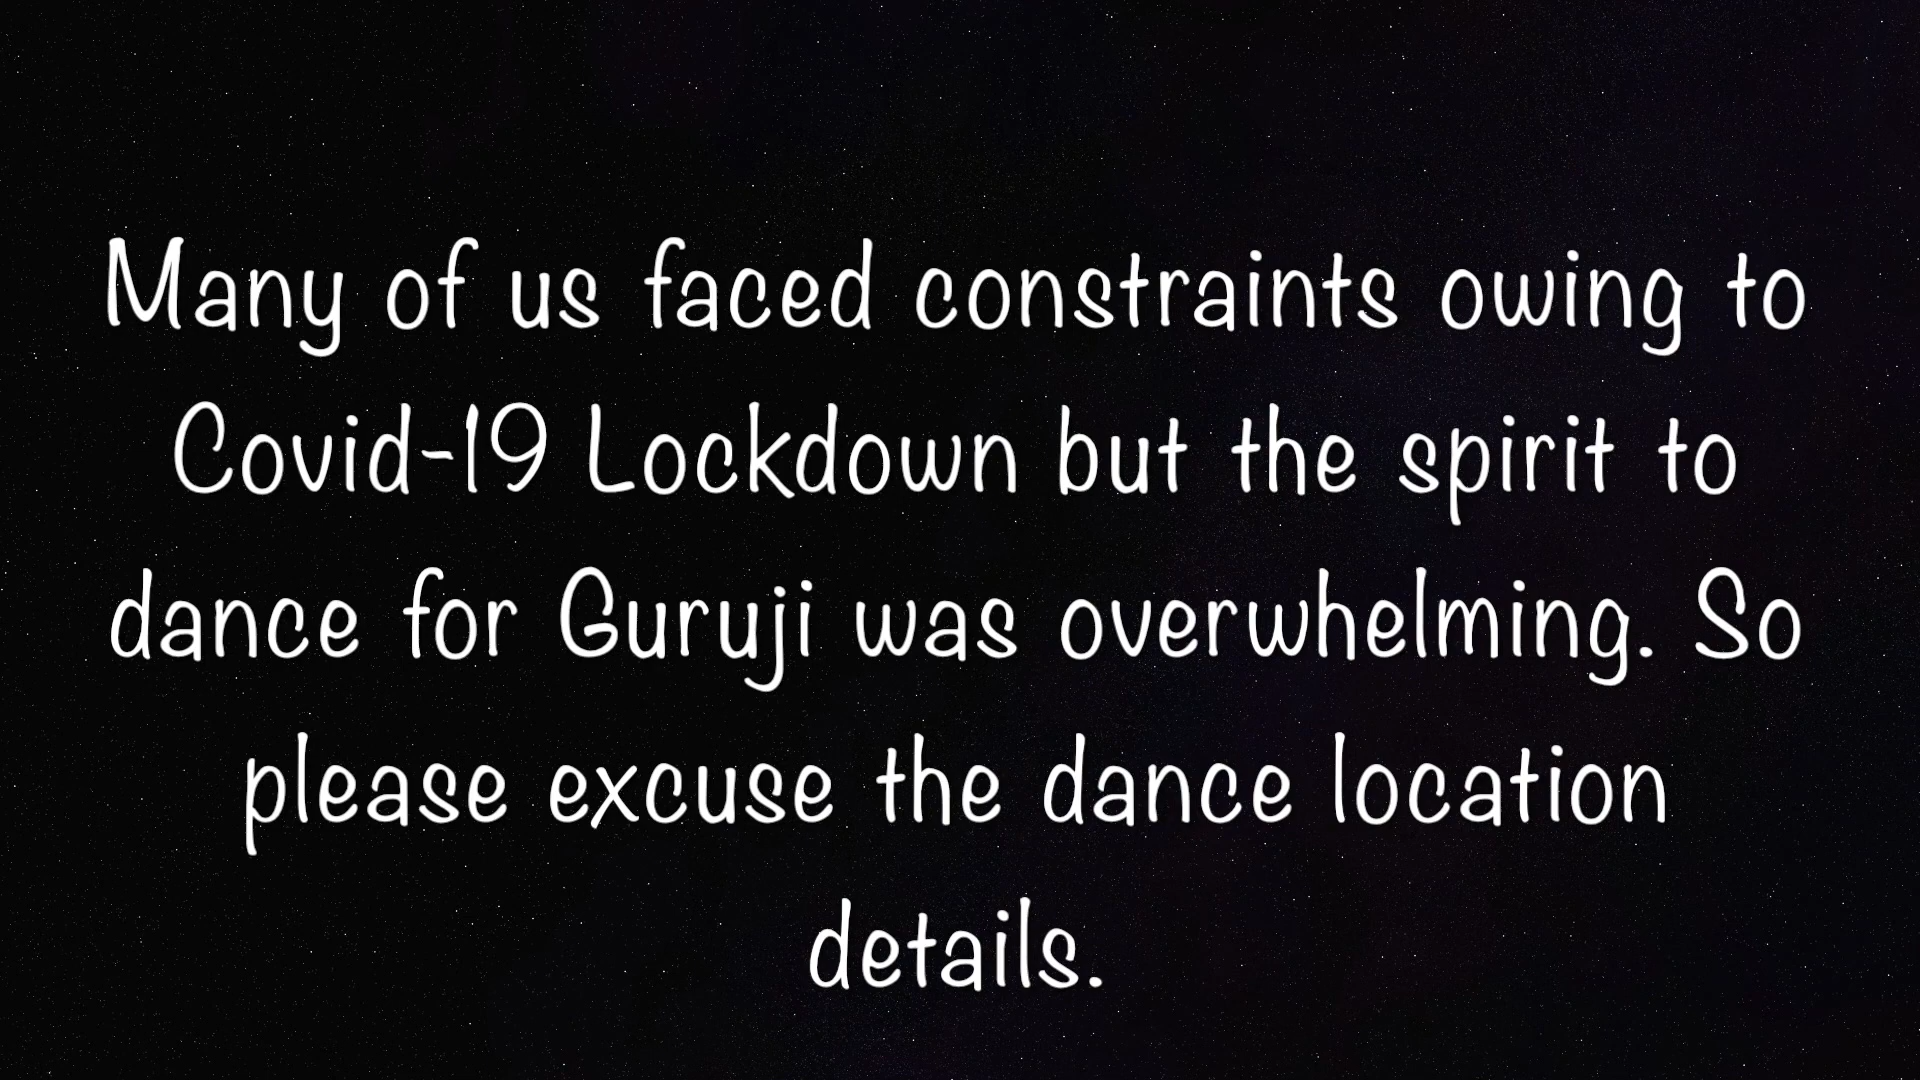 Many of us faced constraints owing to
Covid-19 Lockdown but the spirit to
dance for Guruji was overwhelming. So
please excuse the dance location
details.